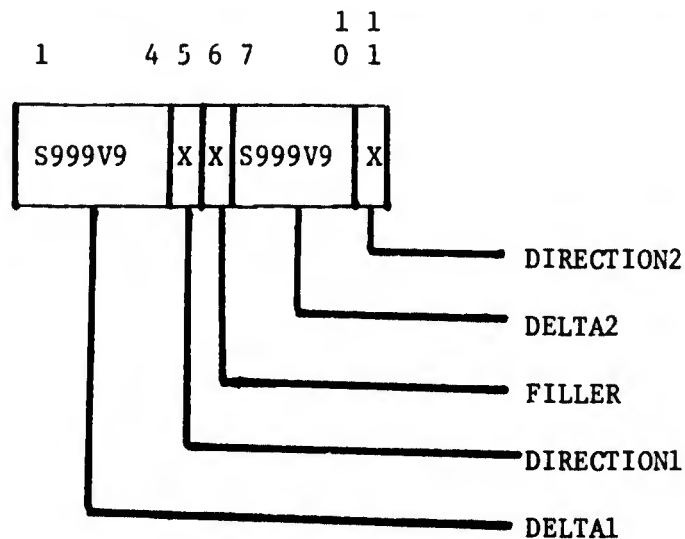 1 1
1 4 5 6 7 0 1
S999V9 X X S999V9 X
DIRECTION2
DELTA2
FILLER
DIRECTION1
DELTA1